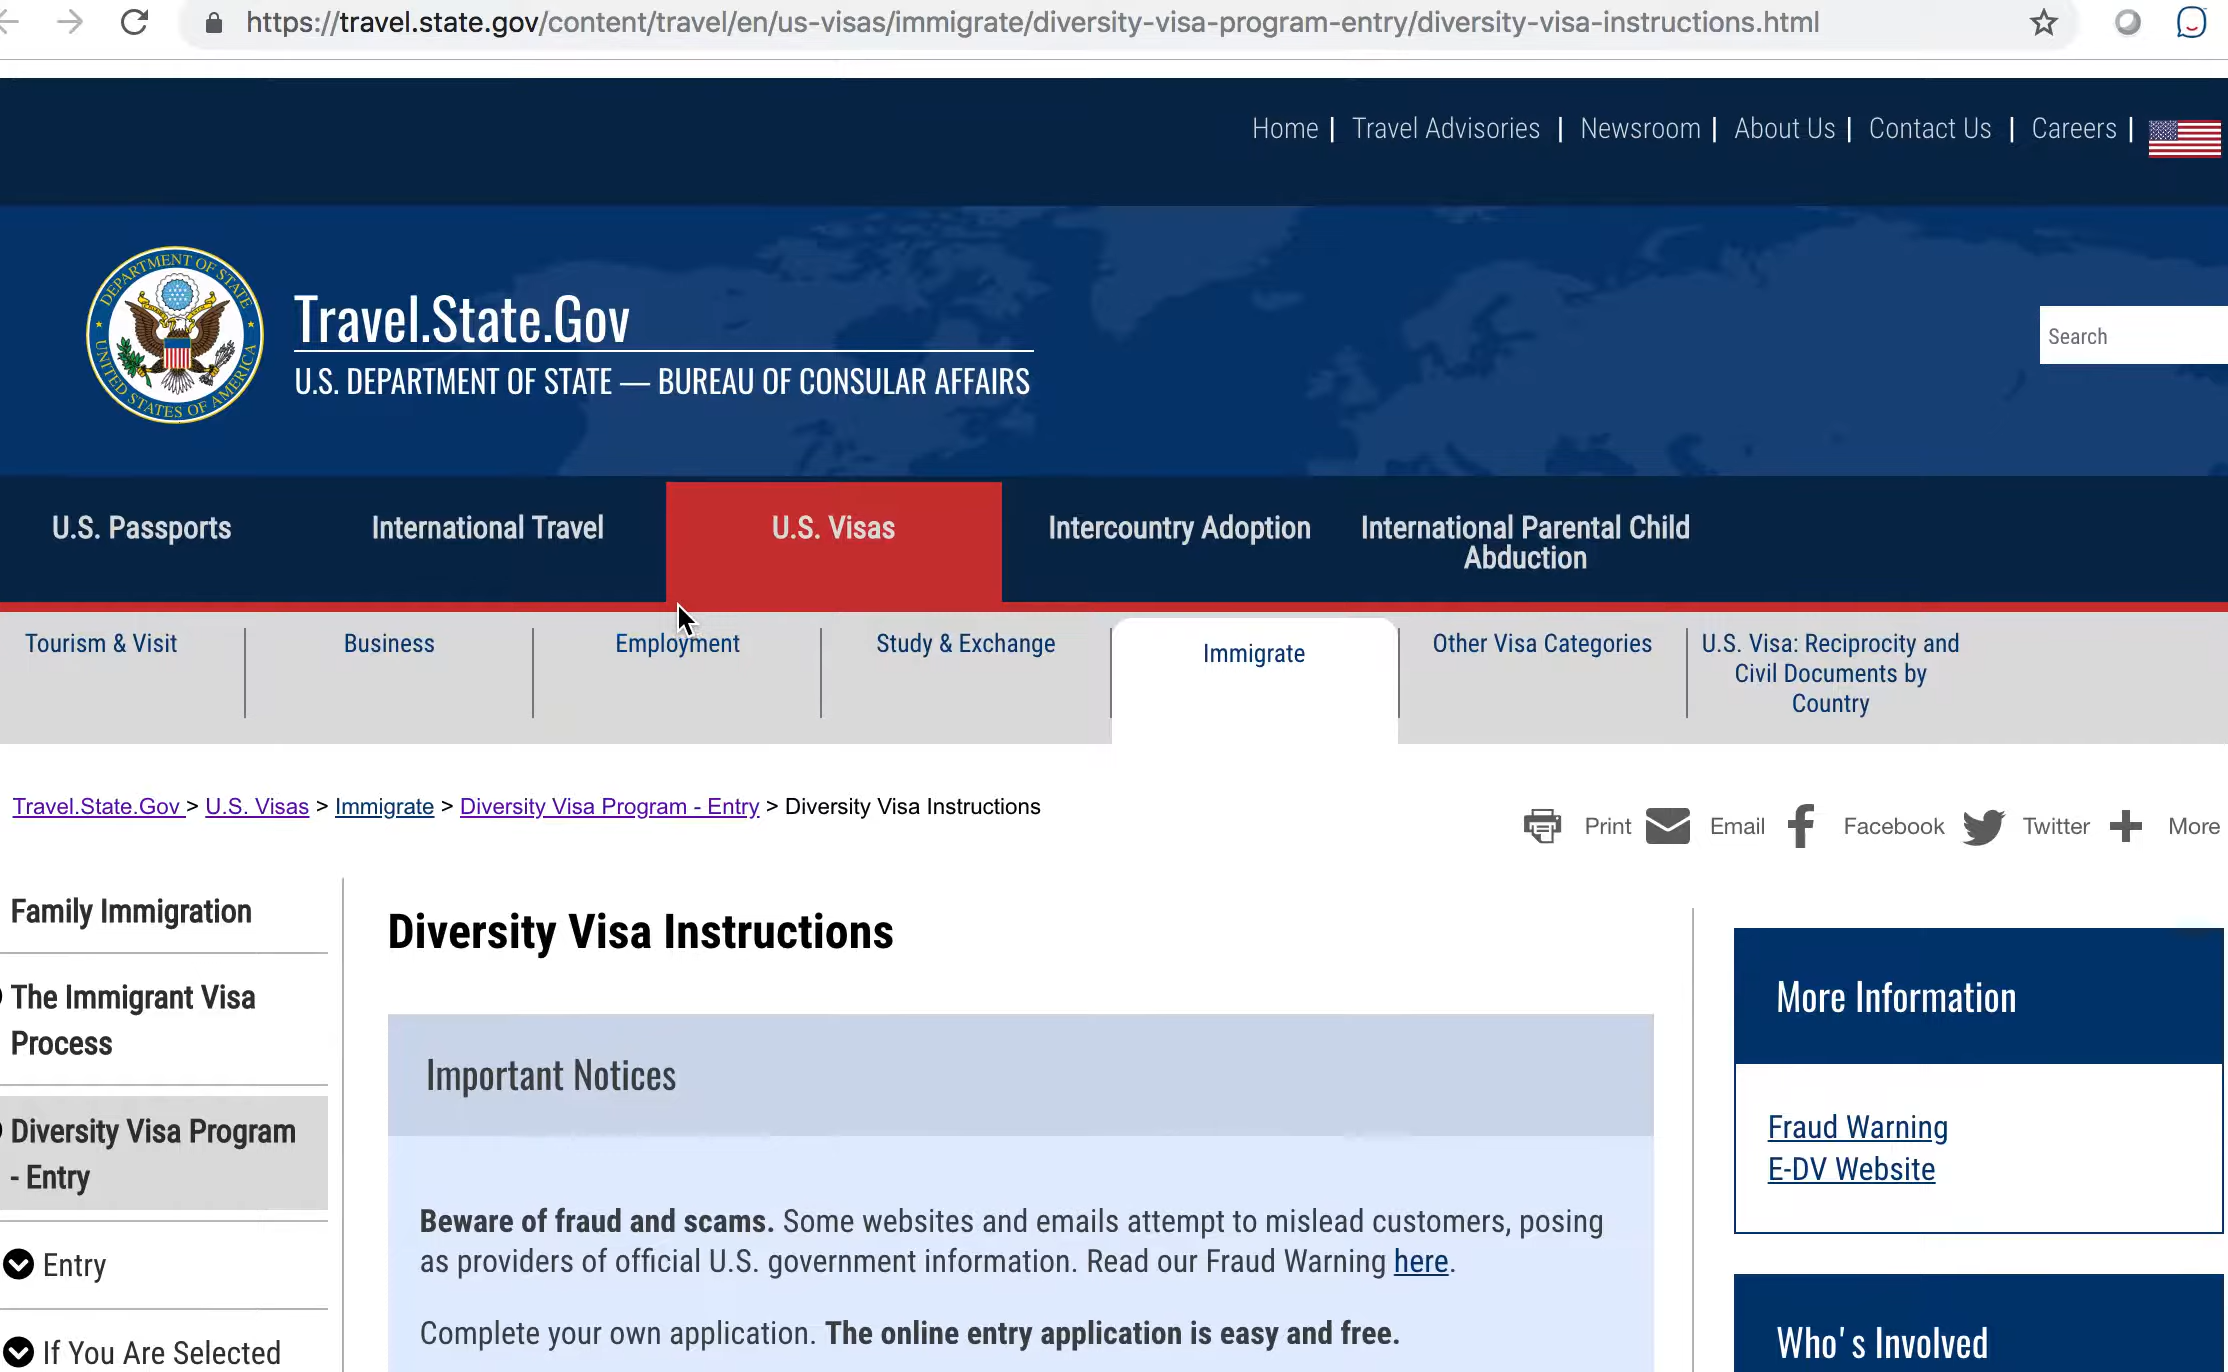 https://travel.state.gov/content/travel/en/us-visas/immigrate/diversity-visa-program-entry/diversity-visa-instructions.html
Home | Travel Advisories | Newsroom | About Us | Contact Us | Careers |
DEPARTMENT OF STATE
UNITED STATES OF AMERICA
Travel.State.Gov
U.S. DEPARTMENT OF STATE — BUREAU OF CONSULAR AFFAIRS
Search
U.S. Passports
International Travel
U.S. Visas
Intercountry Adoption
International Parental Child
Abduction
Tourism & Visit
Business
Employment
Study & Exchange
Immigrate
Other Visa Categories
U.S. Visa: Reciprocity and
Civil Documents by
Country
Travel.State.Gov > U.S. Visas > Immigrate > Diversity Visa Program - Entry > Diversity Visa Instructions
Print
Email
Facebook
Twitter
More
Family Immigration
The Immigrant Visa
Process
Diversity Visa Program
- Entry
Entry
If You Are Selected
Diversity Visa Instructions
Important Notices
Beware of fraud and scams. Some websites and emails attempt to mislead customers, posing
as providers of official U.S. government information. Read our Fraud Warning here.
Complete your own application. The online entry application is easy and free.
More Information
Fraud Warning
E-DV Website
Who's Involved